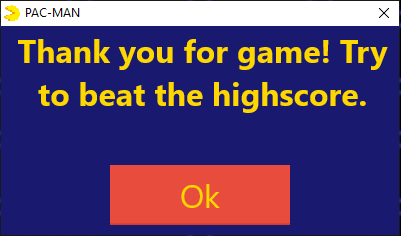 PAC-MAN
Thank you for game! Try
to beat the highscore.
Ok